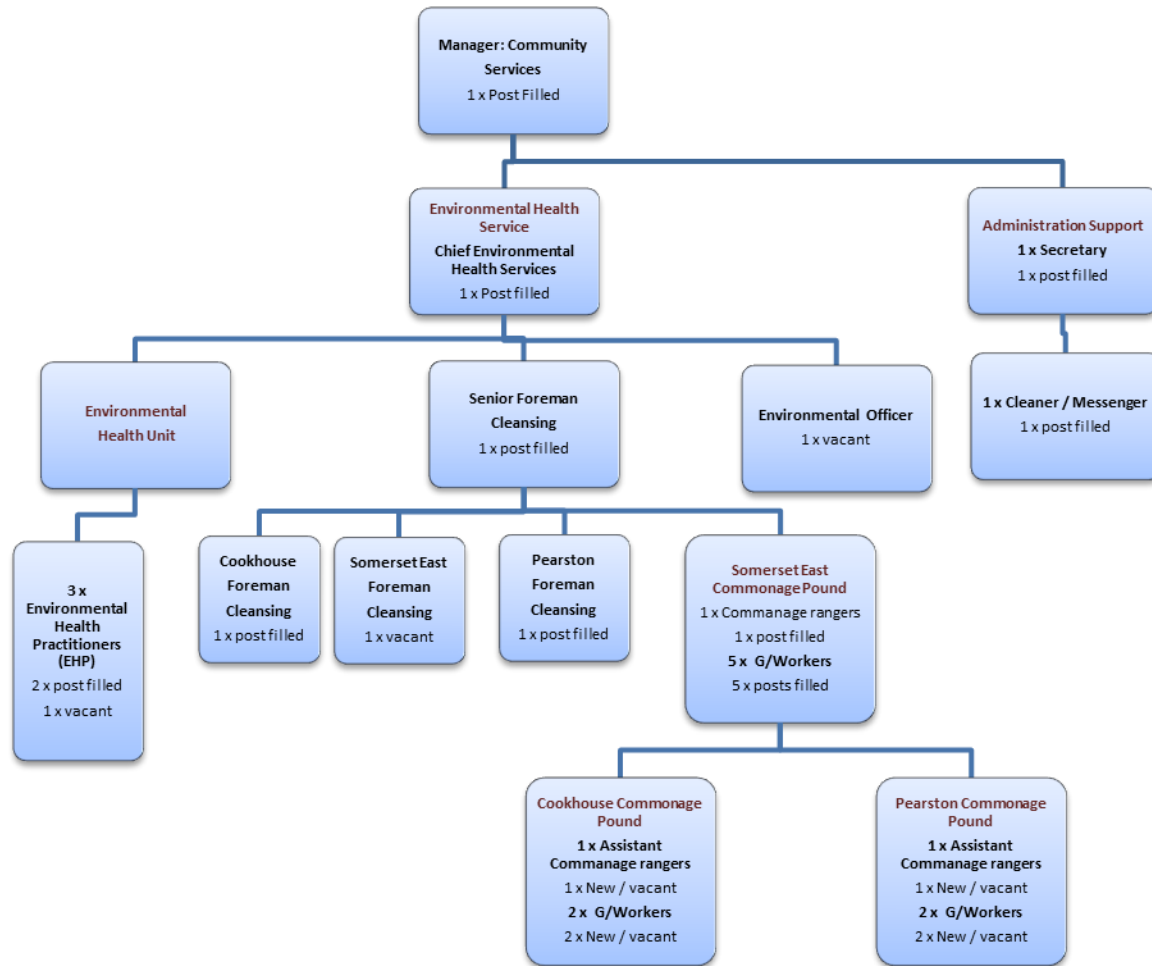 Manager: Community
Services
1 x Post Filled
Environmental Health
Service
Chief Environmental
Health Services
1 x Post filled
Administration Support
1 x Secretary
1 x post filled
Environmental
Health Unit
Senior Foreman
Cleansing
1 x post filled
Environmental Officer
1 x vacant
1 x Cleaner / Messenger
1 x post filled
3 x
Environmental
Health
Practitioners
(EHP)
2 x post filled
1 x vacant
Cookhouse
Foreman
Cleansing
1 x post filled
Somerset East
Foreman
Cleansing
1 x vacant
Pearston
Foreman
Cleansing
1 x post filled
Somerset East
Commonage Pound
1 x Commanage rangers
1 x post filled
5 x G/Workers
5 x posts filled
Cookhouse Commonage
Pound
1 x Assistant
Commanage rangers
1 x New / vacant
2 x G/Workers
2 x New / vacant
Pearston Commonage
Pound
1 x Assistant
Commanage rangers
1 x New / vacant
2 x G/Workers
2 x New / vacant